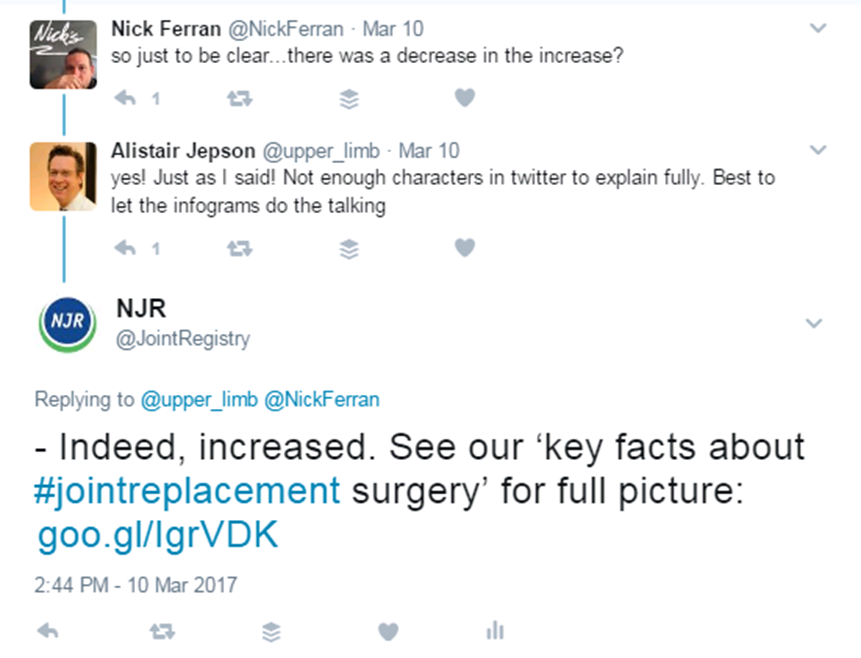 Nick's
Nick Ferran @NickFerran · Mar 10
so just to be clear...there was a decrease in the increase?
1
Alistair Jepson @upper_limb · Mar 10
yes! Just as I said! Not enough characters in twitter to explain fully. Best to
let the infograms do the talking
1
NJR
NJR
@JointRegistry
Replying to @upper_limb @NickFerran
- Indeed, increased. See our ‘key facts about
#jointreplacement surgery’ for full picture:
goo.gl/IgrVDK
2:44 PM - 10 Mar 2017